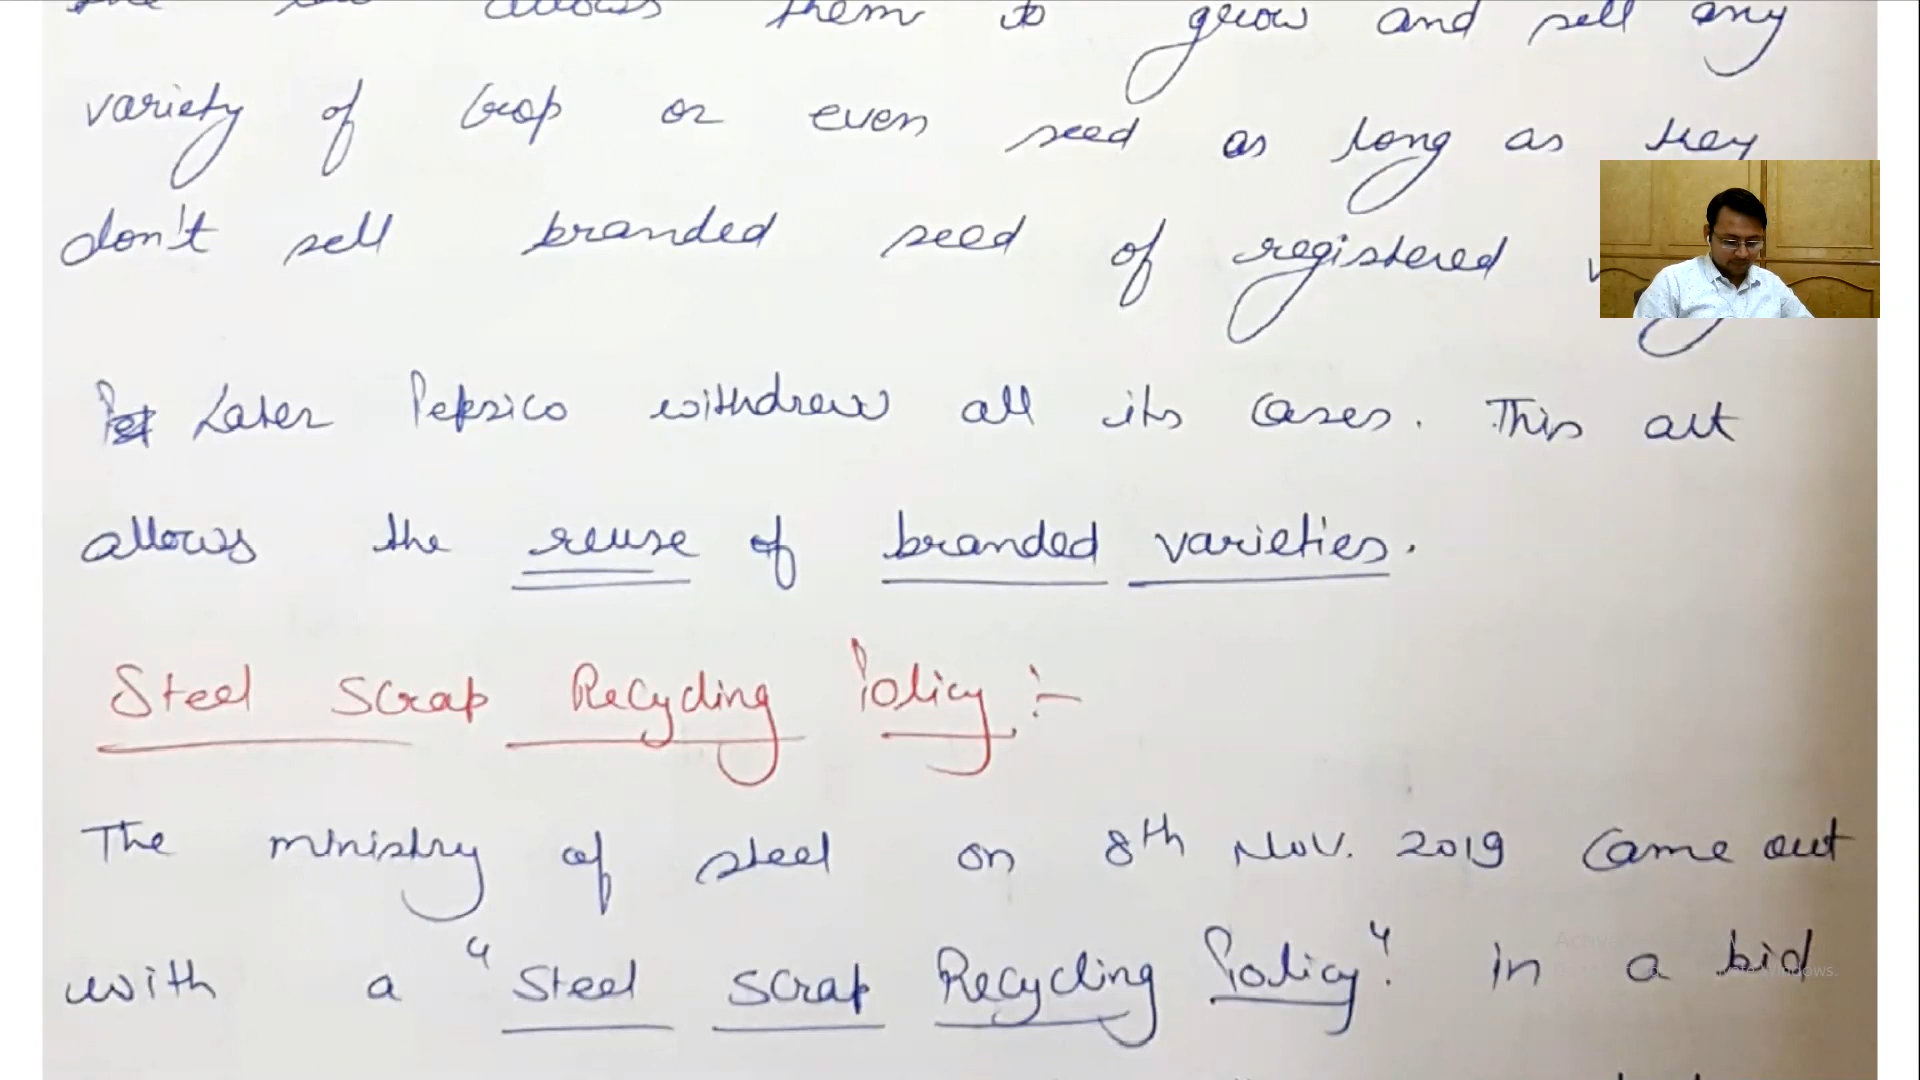 allows them to grow and sell any
variety of Crop or even seed as long as they
don't sell branded seed of registered
Later Pepsico withdrew all its cases. This act
allows the reuse of branded varieties.
Steel Scrap Recycling Policy :-
The ministry of steel on 8th Nov. 2019 came out
with a "Steel Scrap Recycling Policy". in a bid